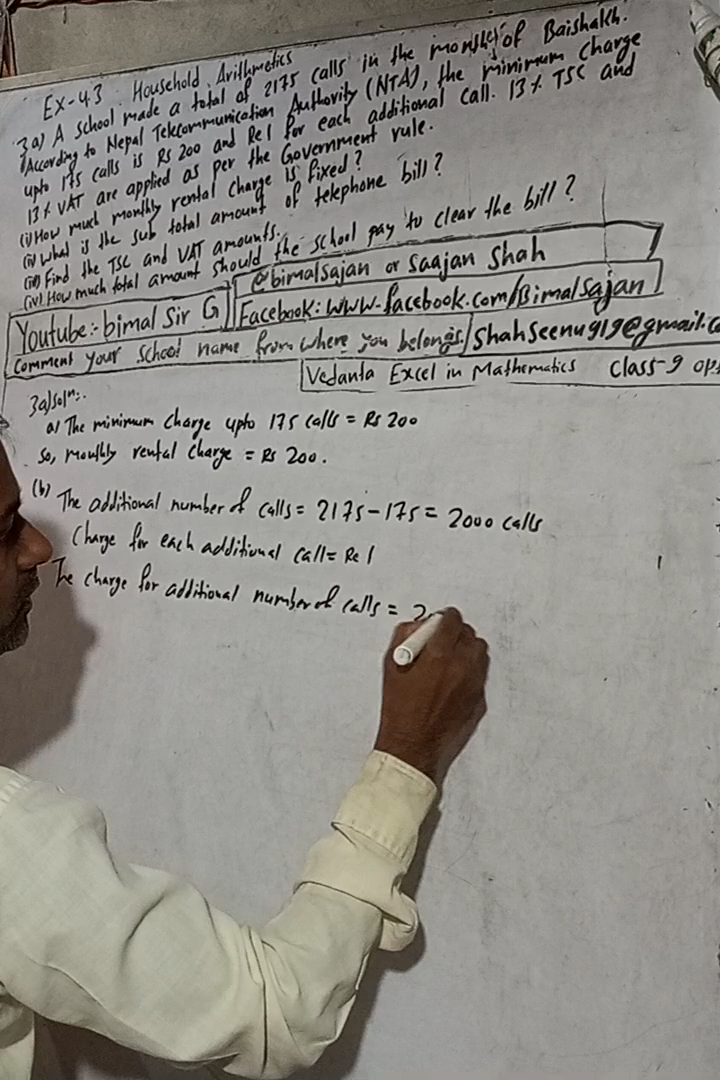 Ex-4.3 Household Arithmetics
3a) A school made a total of 2175 calls in the months of Baishakh.
According to Nepal Telecommunication Authority (NTA), the minimum charge
upto 175 calls is Rs 200 and Re 1 for each additional call. 13% TSC and
13% VAT are applied as per the Government rule.
(i) How much monthly rental charge is fixed?
(ii) What is the sub total amount of telephone bill?
(iii) Find the TSC and VAT amounts.
(iv) How much total amount should the school pay to clear the bill?
Youtube:- bimal Sir G
@bimalsajan or Saajan Shah
Facebook: www.facebook.com/Bimalsajan
Comment your school name from where you belongs. / Shahseenu919@gmail.c
Vedanta Excel in Mathematics Class-9 opt
3a) Solⁿ:-
a) The minimum charge upto 175 calls = Rs 200
So, monthly rental charge = Rs 200.
(b) The additional number of calls = 2175 - 175 = 2000 calls
Charge for each additional call = Re 1
The charge for additional number of calls = 2